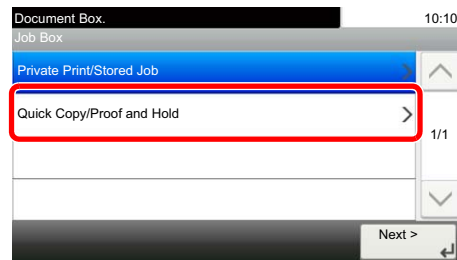 Document Box.
10:10
Job Box
Private Print/Stored Job
Quick Copy/Proof and Hold
1/1
Next >